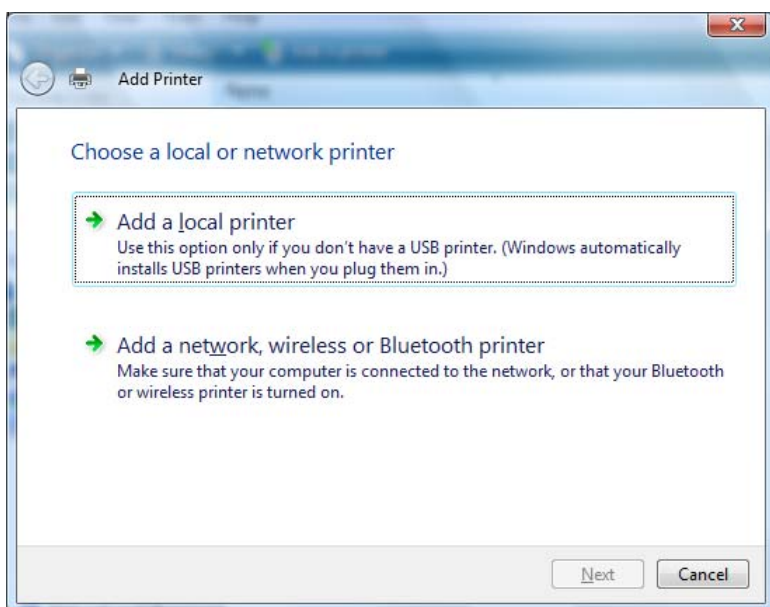 Add Printer
Choose a local or network printer
Add a local printer
Use this option only if you don't have a USB printer. (Windows automatically
installs USB printers when you plug them in.)
Add a network, wireless or Bluetooth printer
Make sure that your computer is connected to the network, or that your Bluetooth
or wireless printer is turned on.
Next
Cancel